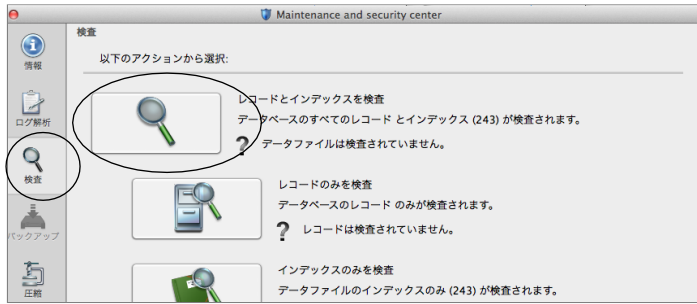 Maintenance and security center
検査
以下のアクションから選択:
情報
ログ解析
検査
バックアップ
圧縮
レコードとインデックスを検査
データベースのすべてのレコード とインデックス (243) が検査されます。
? データファイルは検査されていません。
レコードのみを検査
データベースのレコード のみが検査されます。
? レコードは検査されていません。
インデックスのみを検査
データファイルのインデックスのみ (243) が検査されます。